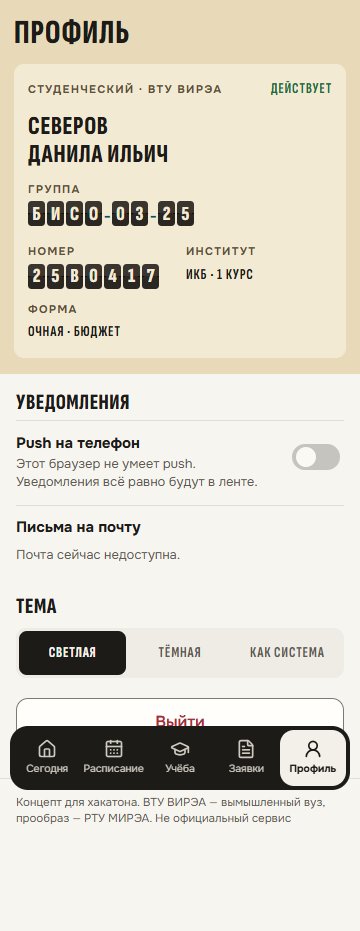 ПРОФИЛЬ
СТУДЕНЧЕСКИЙ · ВТУ ВИРЭА
ДЕЙСТВУЕТ
СЕВЕРОВ
ДАНИЛА ИЛЬИЧ
ГРУППА
БИСО-03-25
НОМЕР
ИНСТИТУТ
25В0417
ИКБ · 1 КУРС
ФОРМА
ОЧНАЯ · БЮДЖЕТ
УВЕДОМЛЕНИЯ
Push на телефон
Этот браузер не умеет push.
Уведомления всё равно будут в ленте.
Письма на почту
Почта сейчас недоступна.
ТЕМА
СВЕТЛАЯ
ТЁМНАЯ
КАК СИСТЕМА
Выйти
Сегодня
Расписание
Учёба
Заявки
Профиль
Концепт для хакатона. ВТУ ВИРЭА — вымышленный вуз,
прообраз — РТУ МИРЭА. Не официальный сервис